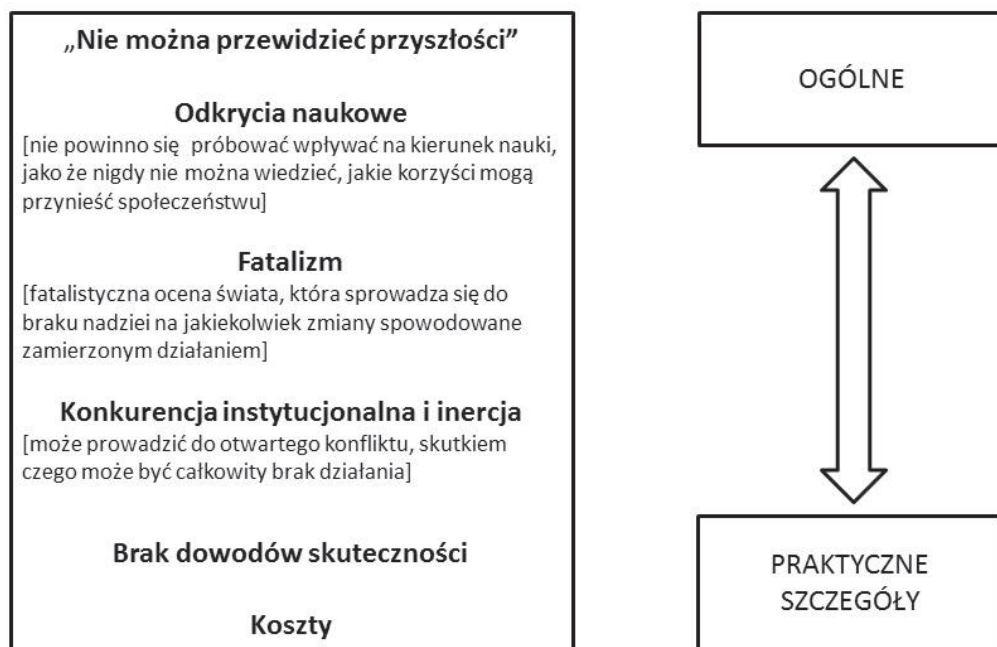 „Nie można przewidzieć przyszłości”
Odkrycia naukowe
[nie powinno się próbować wpływać na kierunek nauki,
jako że nigdy nie można wiedzieć, jakie korzyści mogą
przynieść społeczeństwu]
Fatalizm
[fatalistyczna ocena świata, która sprowadza się do
braku nadziei na jakiekolwiek zmiany spowodowane
zamierzonym działaniem]
Konkurencja instytucjonalna i inercja
[może prowadzić do otwartego konfliktu, skutkiem
czego może być całkowity brak działania]
Brak dowodów skuteczności
Koszty
OGÓLNE
PRAKTYCZNE
SZCZEGÓŁY